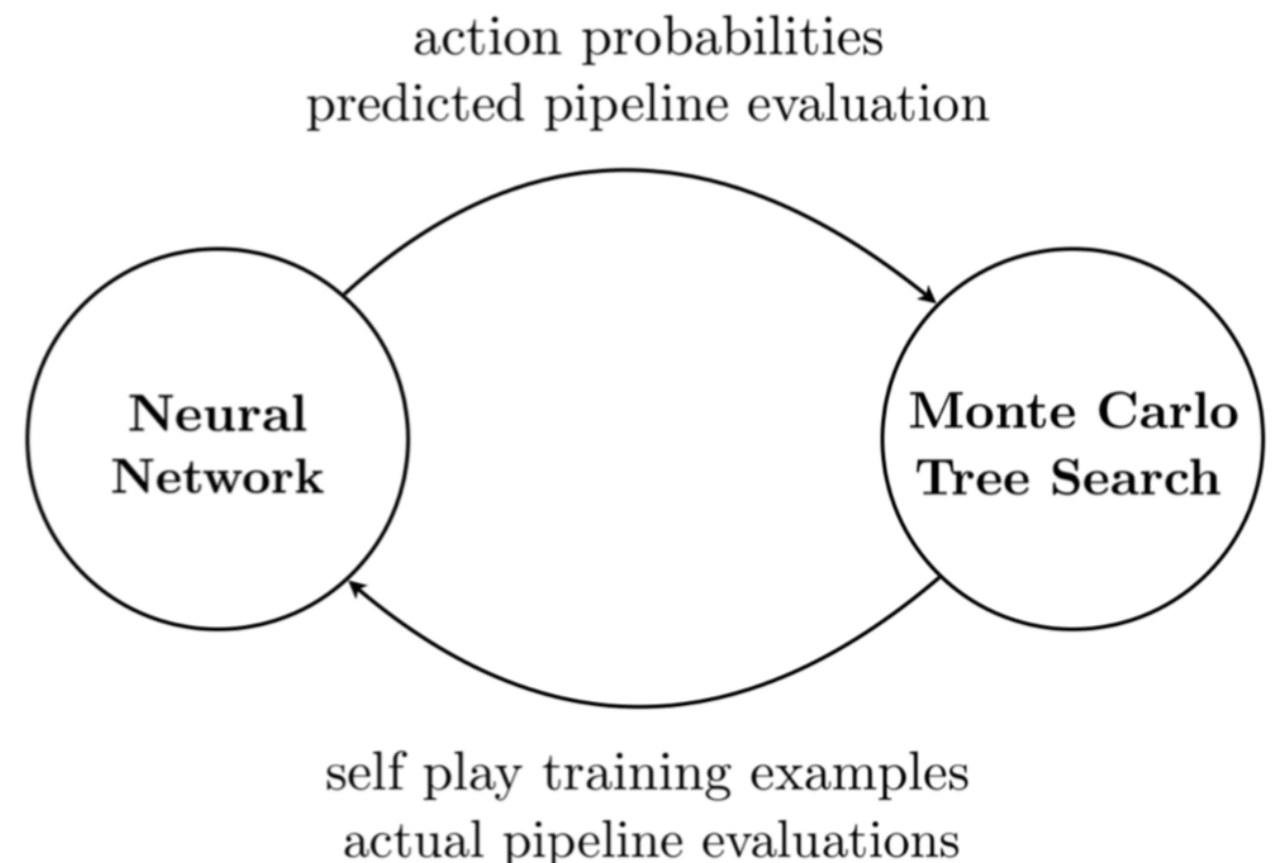 action probabilities
predicted pipeline evaluation
Neural
Network
Monte Carlo
Tree Search
self play training examples
actual pipeline evaluations